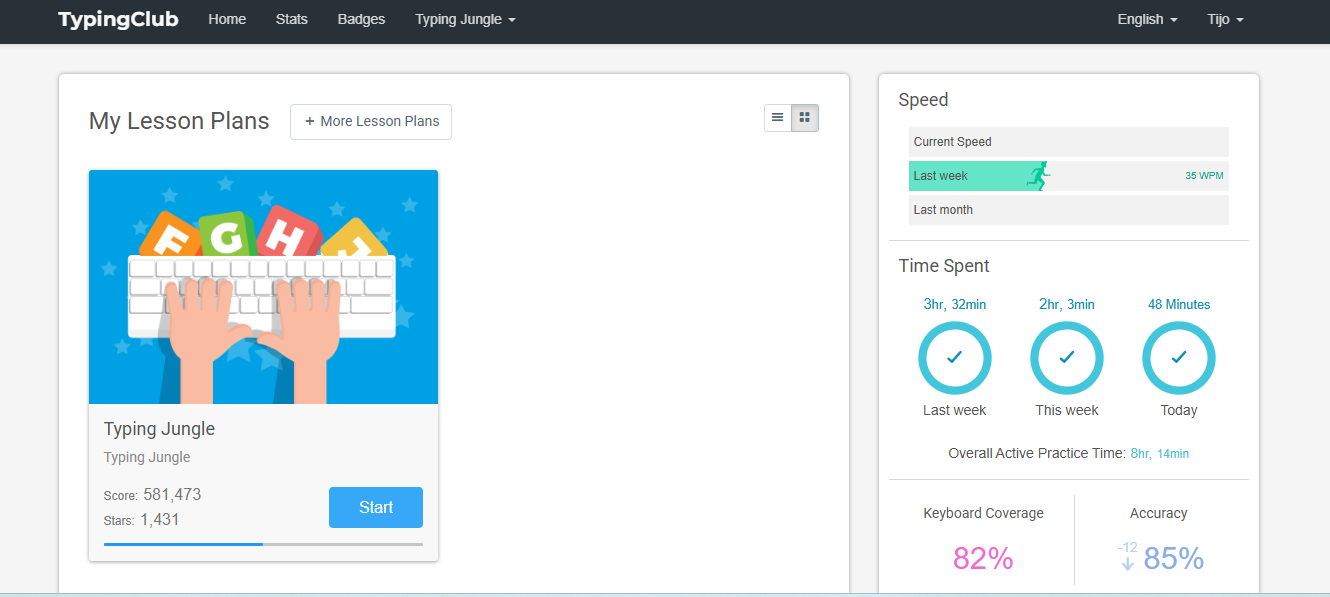 TypingClub Home Stats Badges Typing Jungle English Tijo
My Lesson Plans + More Lesson Plans
F G H J
Typing Jungle
Typing Jungle
Score: 581,473
Stars: 1,431
Start
Speed
Current Speed
Last week 35 WPM
Last month
Time Spent
3hr, 32min 2hr, 3min 48 Minutes
Last week This week Today
Overall Active Practice Time: 8hr, 14min
Keyboard Coverage Accuracy
82% -12 85%